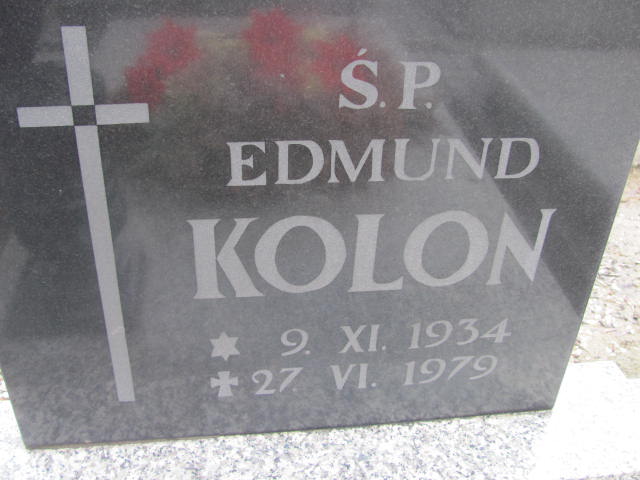 Ś.P.
EDMUND
KOLON
9. XI. 1934
27. VI. 1979